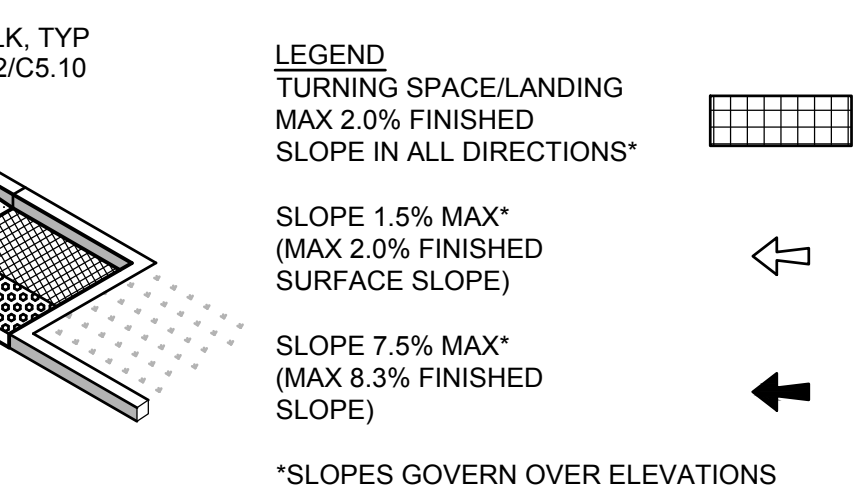 LK, TYP
2/C5.10
LEGEND
TURNING SPACE/LANDING
MAX 2.0% FINISHED
SLOPE IN ALL DIRECTIONS*
SLOPE 1.5% MAX*
(MAX 2.0% FINISHED
SURFACE SLOPE)
SLOPE 7.5% MAX*
(MAX 8.3% FINISHED
SLOPE)
*SLOPES GOVERN OVER ELEVATIONS